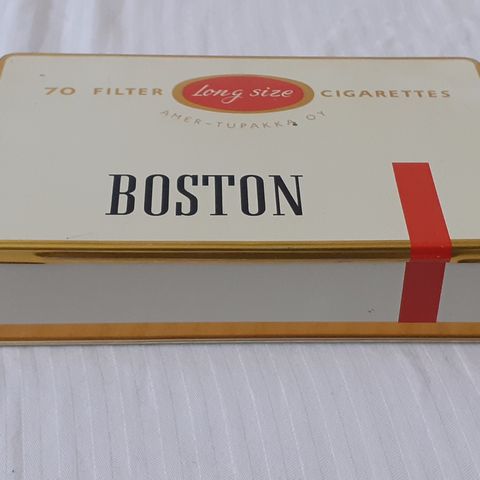 70 FILTER Long size CIGARETTES
AMER-TUPAKKA OY
BOSTON